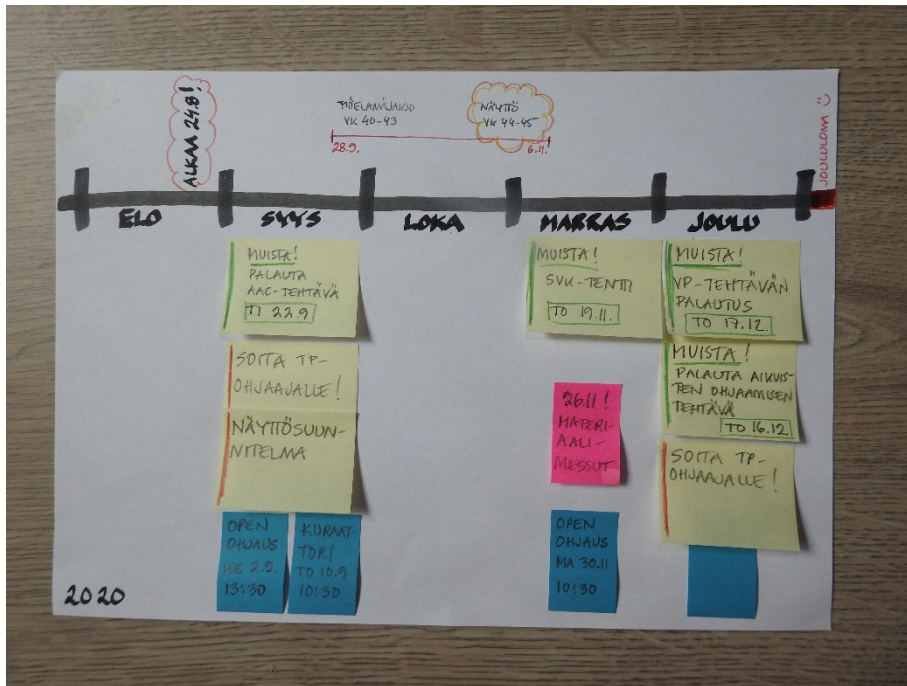 ALKAA 24.8!
TYÖELÄMÄJAKSO
VK 40-43
28.9.
NÄYTTÖ
VK 44-45
6.11.
JOULULOMA :)
ELO
SYYS
LOKA
MARRAS
JOULU
MUISTA!
PALAUTA
AAC-TEHTÄVÄ
TI 22.9
SOITA TP-
OHJAAJALLE!
NÄYTTÖSUUN-
NITELMA
OPEN
OHJAUS
KE 2.9.
13:30
KURAAT-
TORI
TO 10.9
10:30
MUISTA!
SVK-TENTTI
TO 19.11.
26.11!
MATERI-
AALI-
MESSUT
OPEN
OHJAUS
MA 30.11
10:30
MUISTA!
VP-TEHTÄVÄN
PALAUTUS
TO 17.12.
MUISTA!
PALAUTA AIKUIS-
TEN OHJAAMISEN
TEHTÄVÄ
TO 16.12
SOITA TP-
OHJAAJALLE!
2020